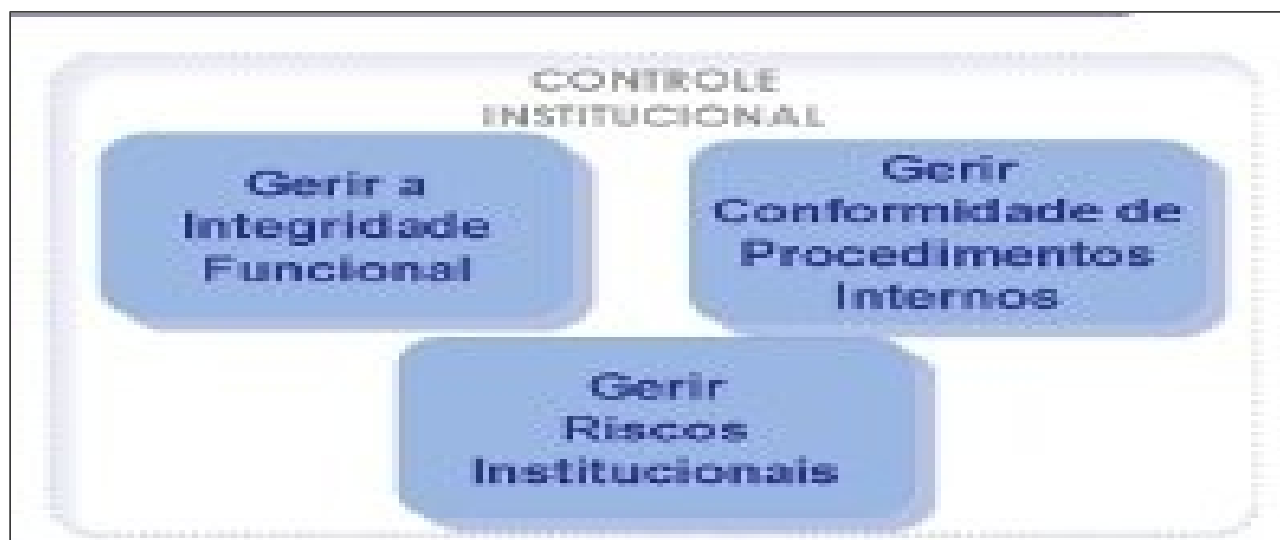 CONTROLE
INSTITUCIONAL
Gerir a
Integridade
Funcional
Gerir
Conformidade de
Procedimentos
Internos
Gerir
Riscos
Institucionais